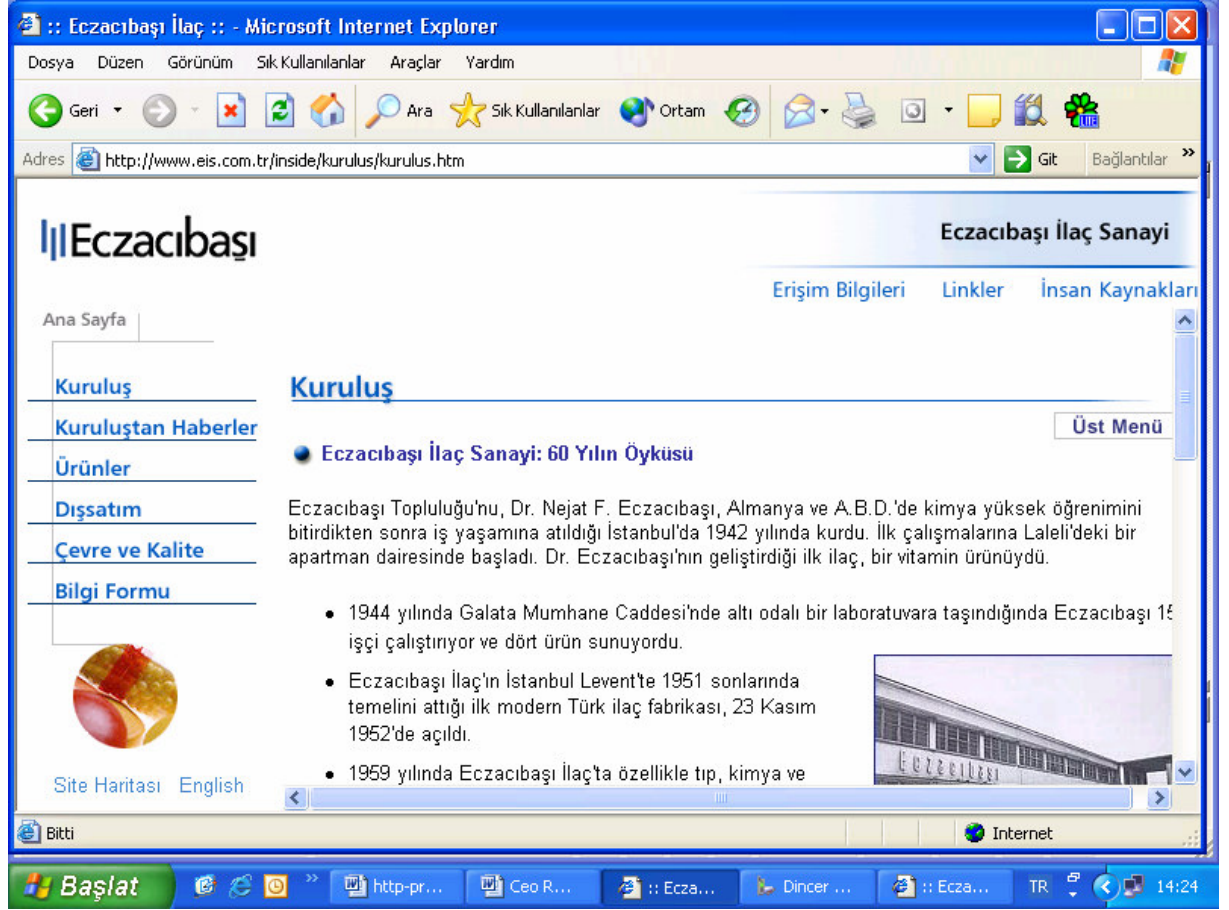 :: Eczacıbaşı İlaç :: - Microsoft Internet Explorer
Dosya Düzen Görünüm Sık Kullanılanlar Araçlar Yardım
Geri Ara Sık Kullanılanlar Ortam
Adres http://www.eis.com.tr/inside/kurulus/kurulus.htm Git Bağlantılar »
Eczacıbaşı
Eczacıbaşı İlaç Sanayi
Erişim Bilgileri Linkler İnsan Kaynakları
Ana Sayfa
Kuruluş
Kuruluştan Haberler
Ürünler
Dışsatım
Çevre ve Kalite
Bilgi Formu
Site Haritası English
Kuruluş
Üst Menü
Eczacıbaşı İlaç Sanayi: 60 Yılın Öyküsü
Eczacıbaşı Topluluğu'nu, Dr. Nejat F. Eczacıbaşı, Almanya ve A.B.D.'de kimya yüksek öğrenimini
bitirdikten sonra iş yaşamına atıldığı İstanbul'da 1942 yılında kurdu. İlk çalışmalarına Laleli'deki bir
apartman dairesinde başladı. Dr. Eczacıbaşı'nın geliştirdiği ilk ilaç, bir vitamin ürünüydü.
• 1944 yılında Galata Mumhane Caddesi'nde altı odalı bir laboratuvara taşındığında Eczacıbaşı 15
işçi çalıştırıyor ve dört ürün sunuyordu.
• Eczacıbaşı İlaç'ın İstanbul Levent'te 1951 sonlarında
temelini attığı ilk modern Türk ilaç fabrikası, 23 Kasım
1952'de açıldı.
• 1959 yılında Eczacıbaşı İlaç'ta özellikle tıp, kimya ve
ECZACIBAŞI
Bitti Internet
Başlat » http-pr... Ceo R... :: Ecza... Dincer ... :: Ecza... TR 14:24